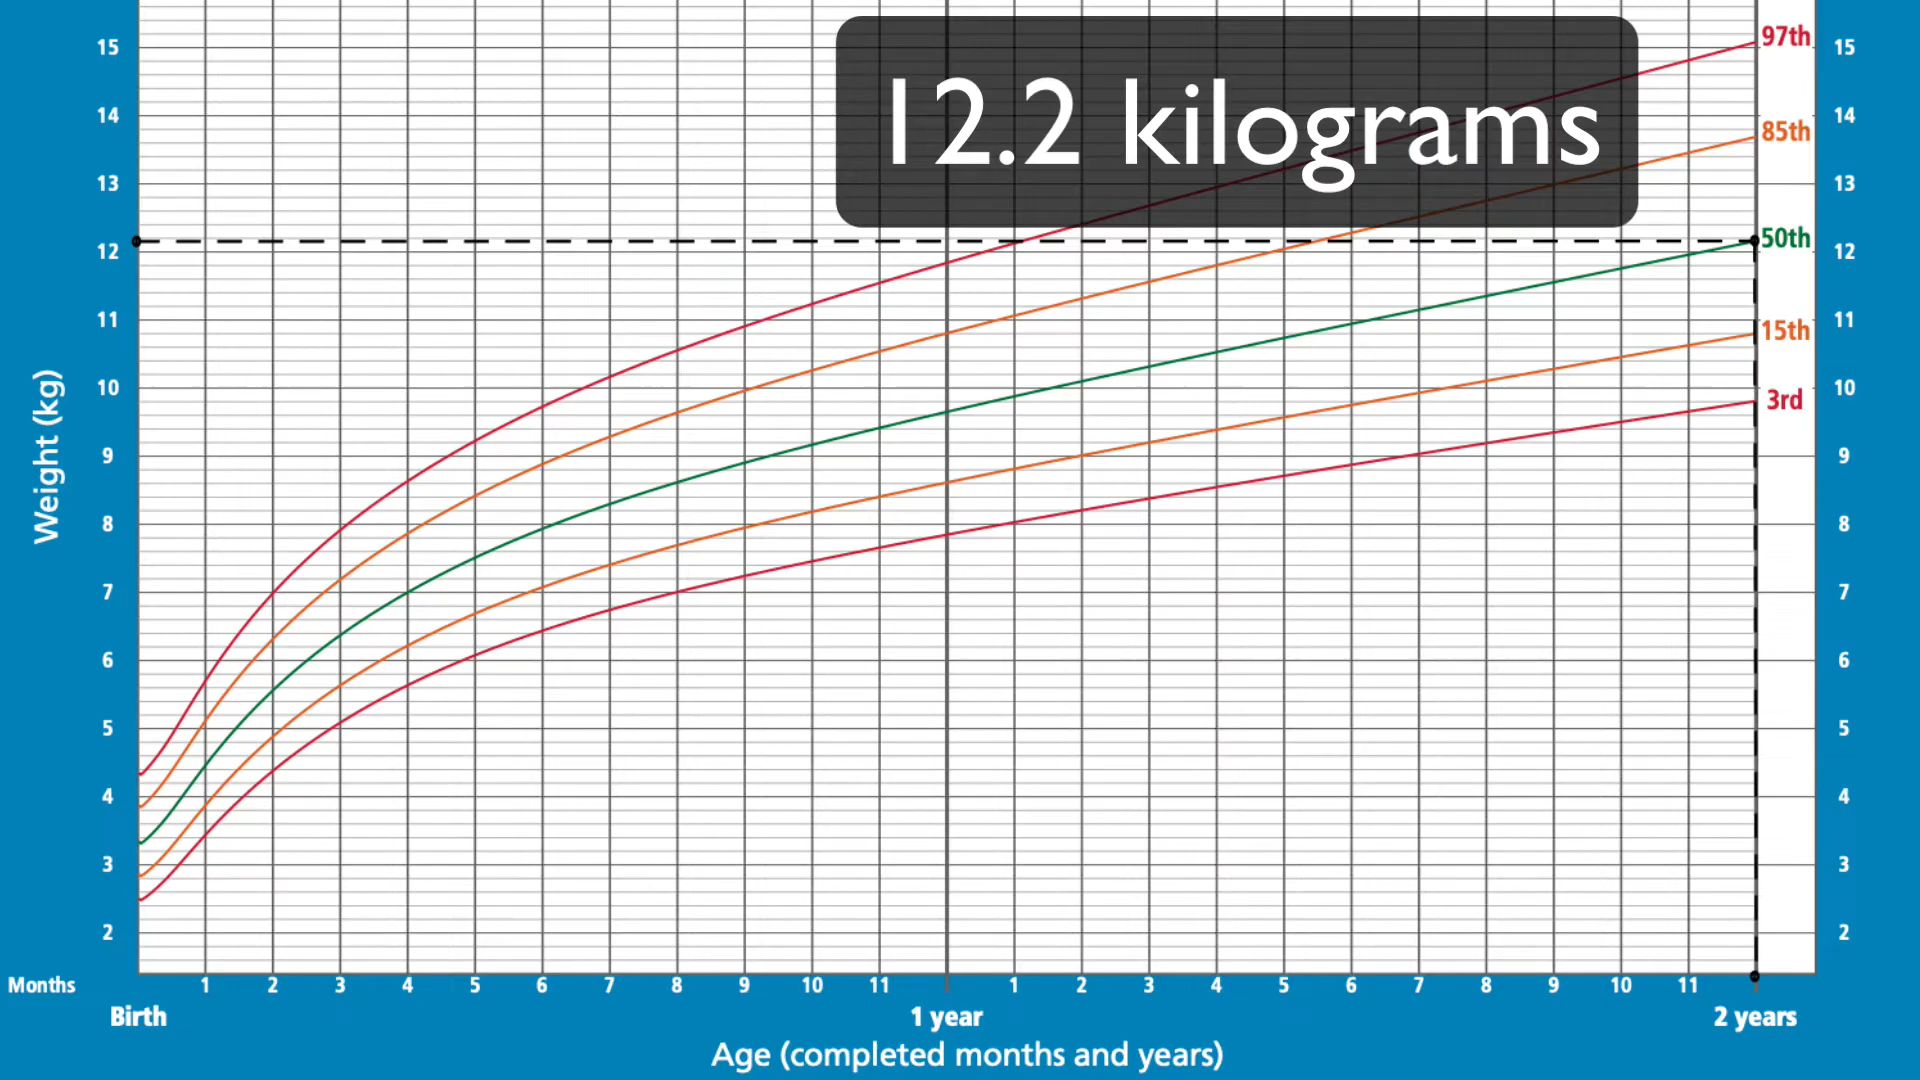 12.2 kilograms
97th
85th
50th
15th
3rd
15
14
13
12
11
10
9
8
7
6
5
4
3
2
15
14
13
12
11
10
9
8
7
6
5
4
3
2
Weight (kg)
Months 1 2 3 4 5 6 7 8 9 10 11 1 2 3 4 5 6 7 8 9 10 11
Birth 1 year 2 years
Age (completed months and years)